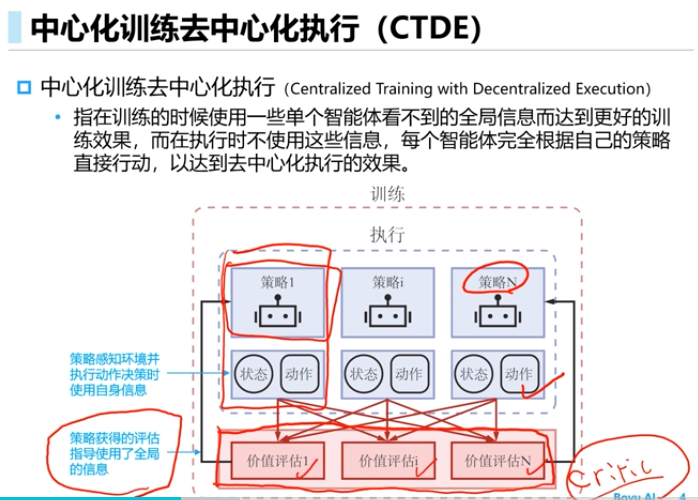 中心化训练去中心化执行（CTDE）
中心化训练去中心化执行（Centralized Training with Decentralized Execution）
• 指在训练的时候使用一些单个智能体看不到的全局信息而达到更好的训
练效果，而在执行时不使用这些信息，每个智能体完全根据自己的策略
直接行动，以达到去中心化执行的效果。
训练
执行
策略1 策略i 策略N
策略感知环境并
执行动作决策时
使用自身信息
状态 动作 状态 动作 状态 动作
策略获得的评估
指导使用了全局
的信息
价值评估1 价值评估i 价值评估N
Critic
Boyu AI
4